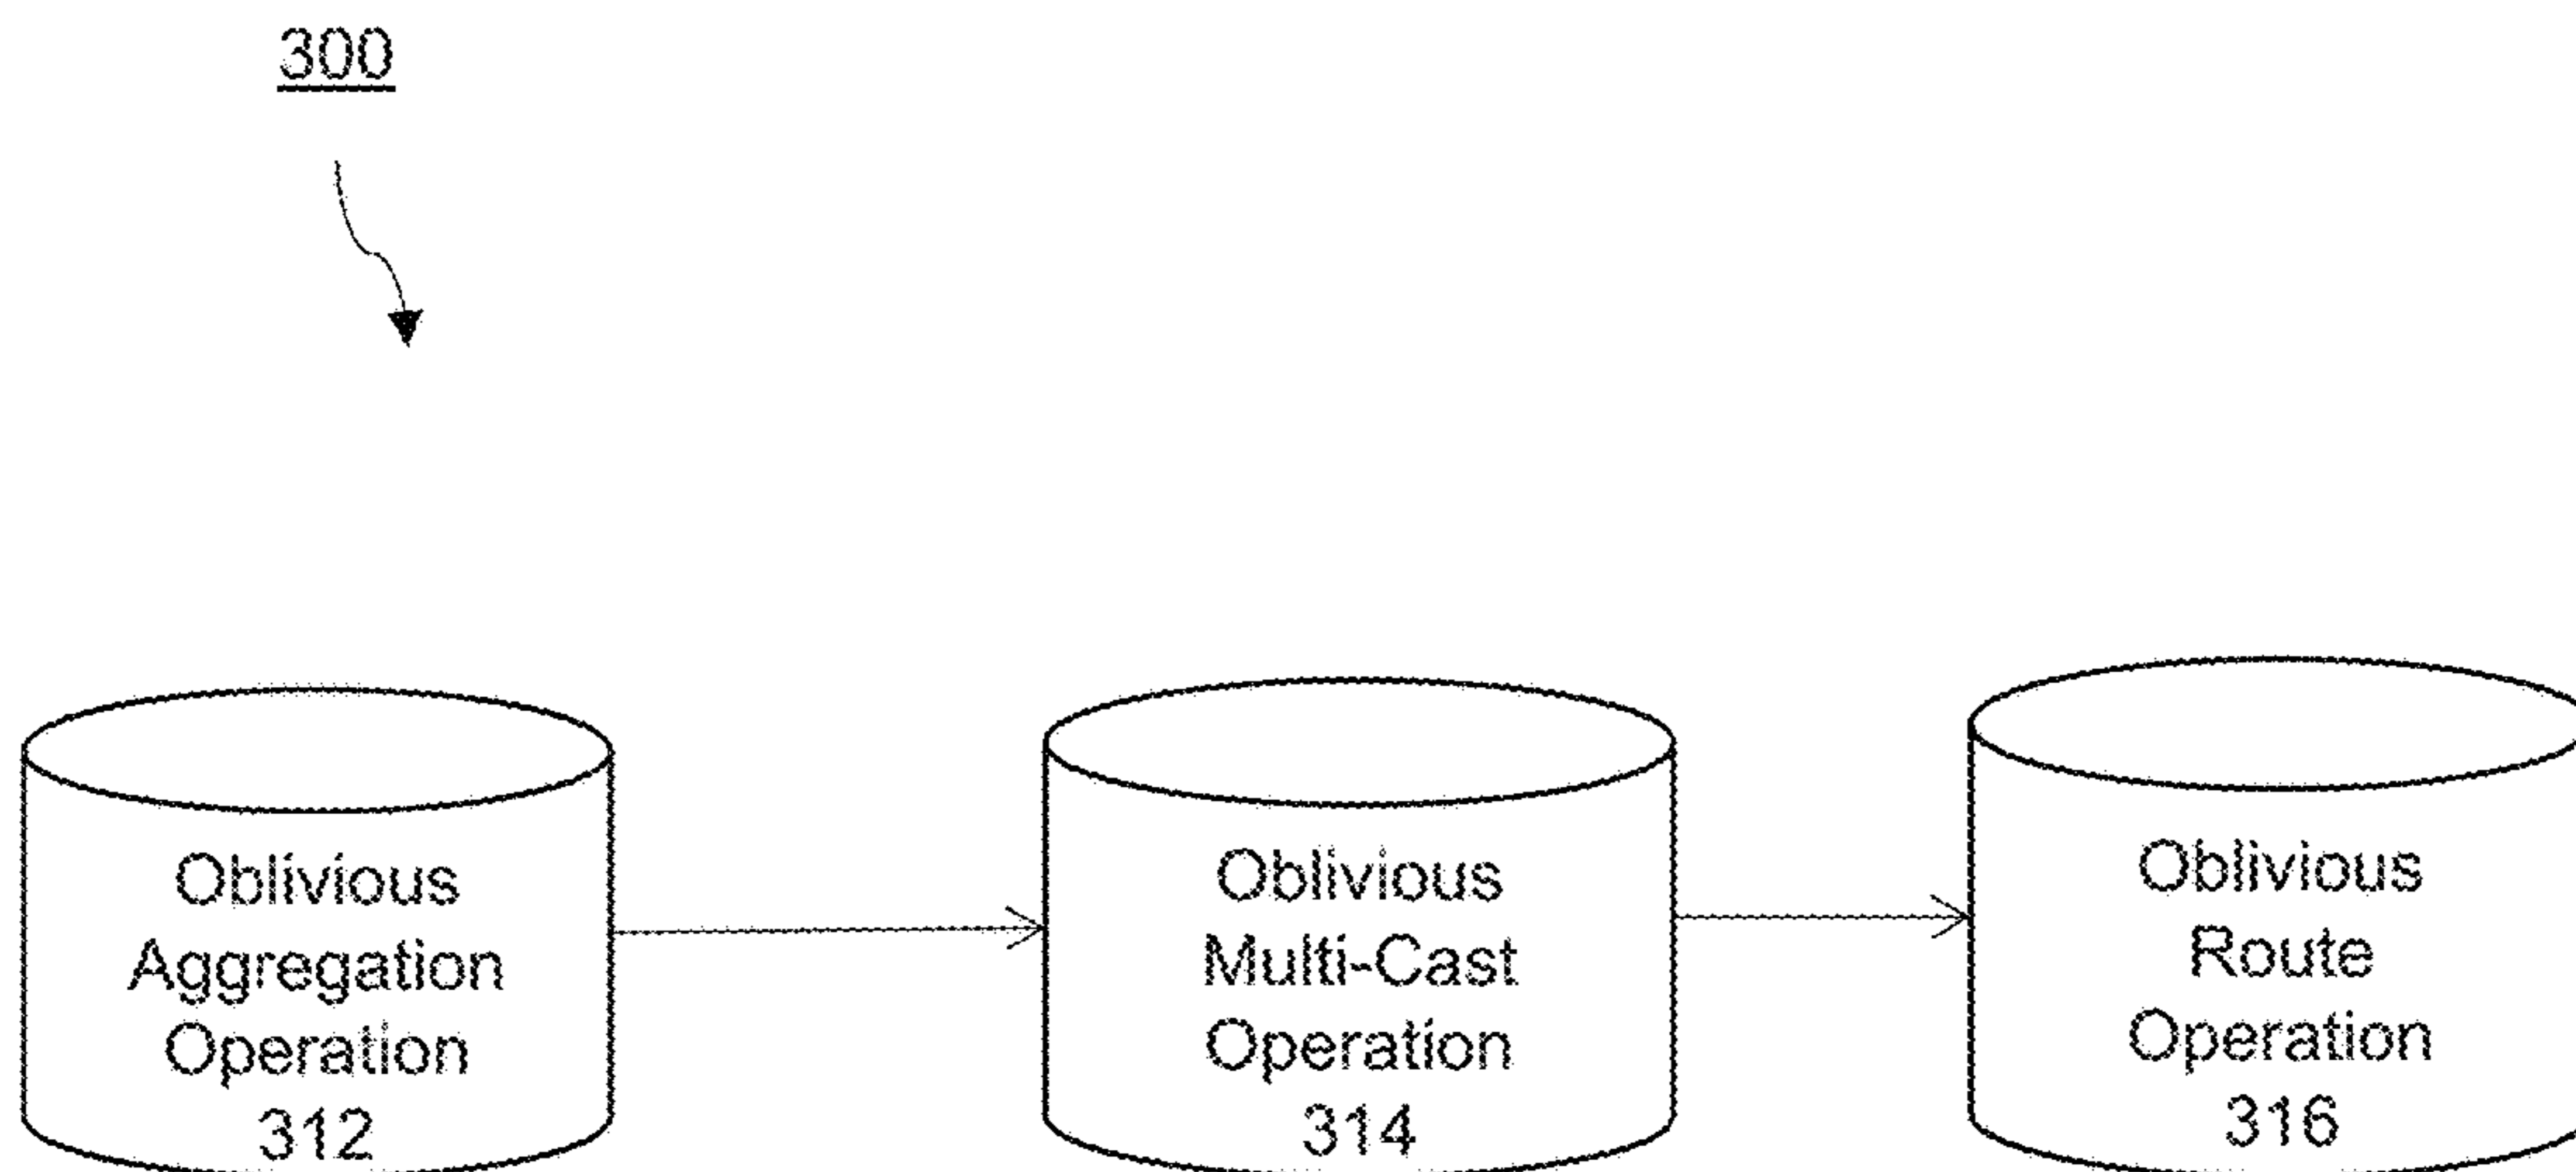 300
Oblivious
Aggregation
Operation
312
Oblivious
Multi-Cast
Operation
314
Oblivious
Route
Operation
316